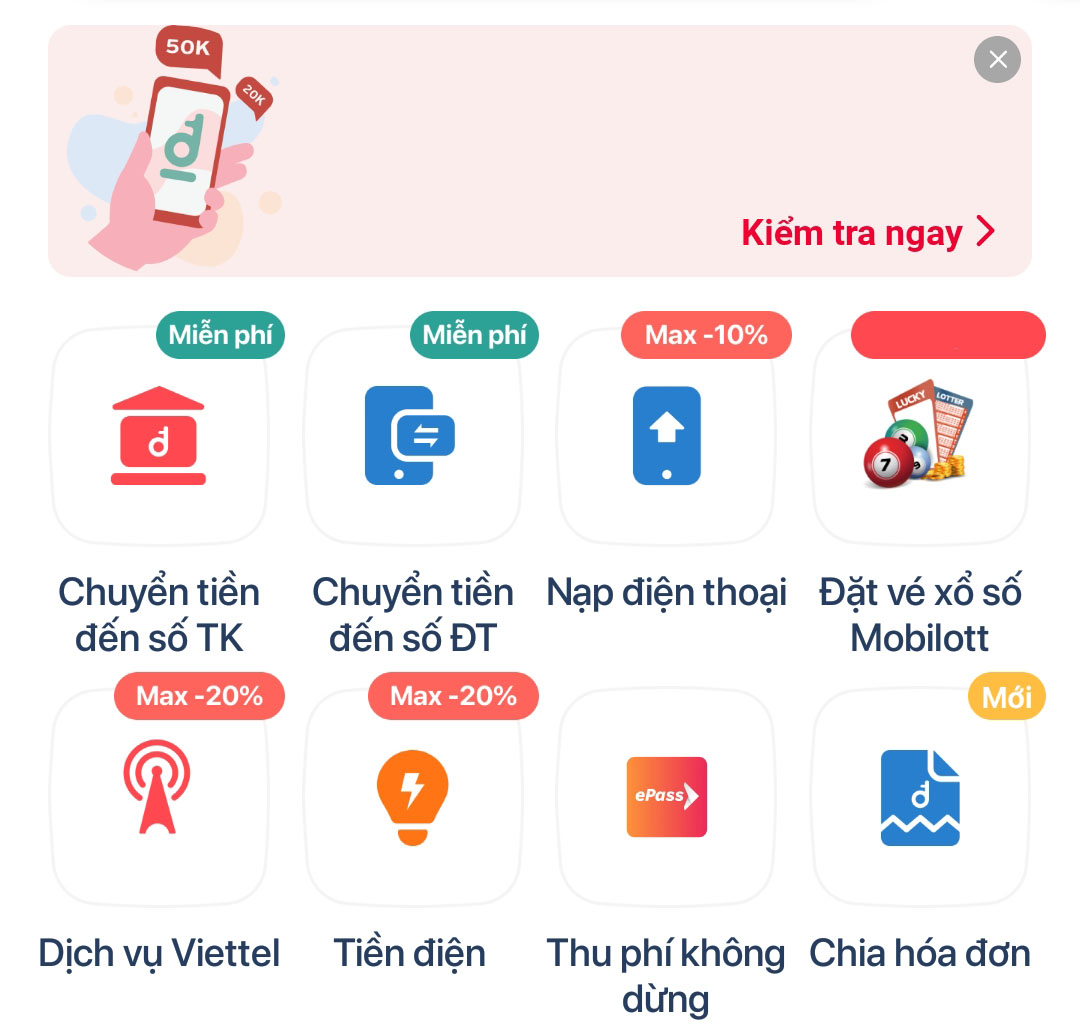 50K
20K
Kiểm tra ngay
Miễn phí
Miễn phí
Max -10%
LUCKY
LOTTER
7
9
Chuyển tiền
đến số TK
Chuyển tiền
đến số ĐT
Nạp điện thoại
Đặt vé xổ số
Mobilott
Max -20%
Max -20%
Mới
ePass
Dịch vụ Viettel
Tiền điện
Thu phí không
dừng
Chia hóa đơn